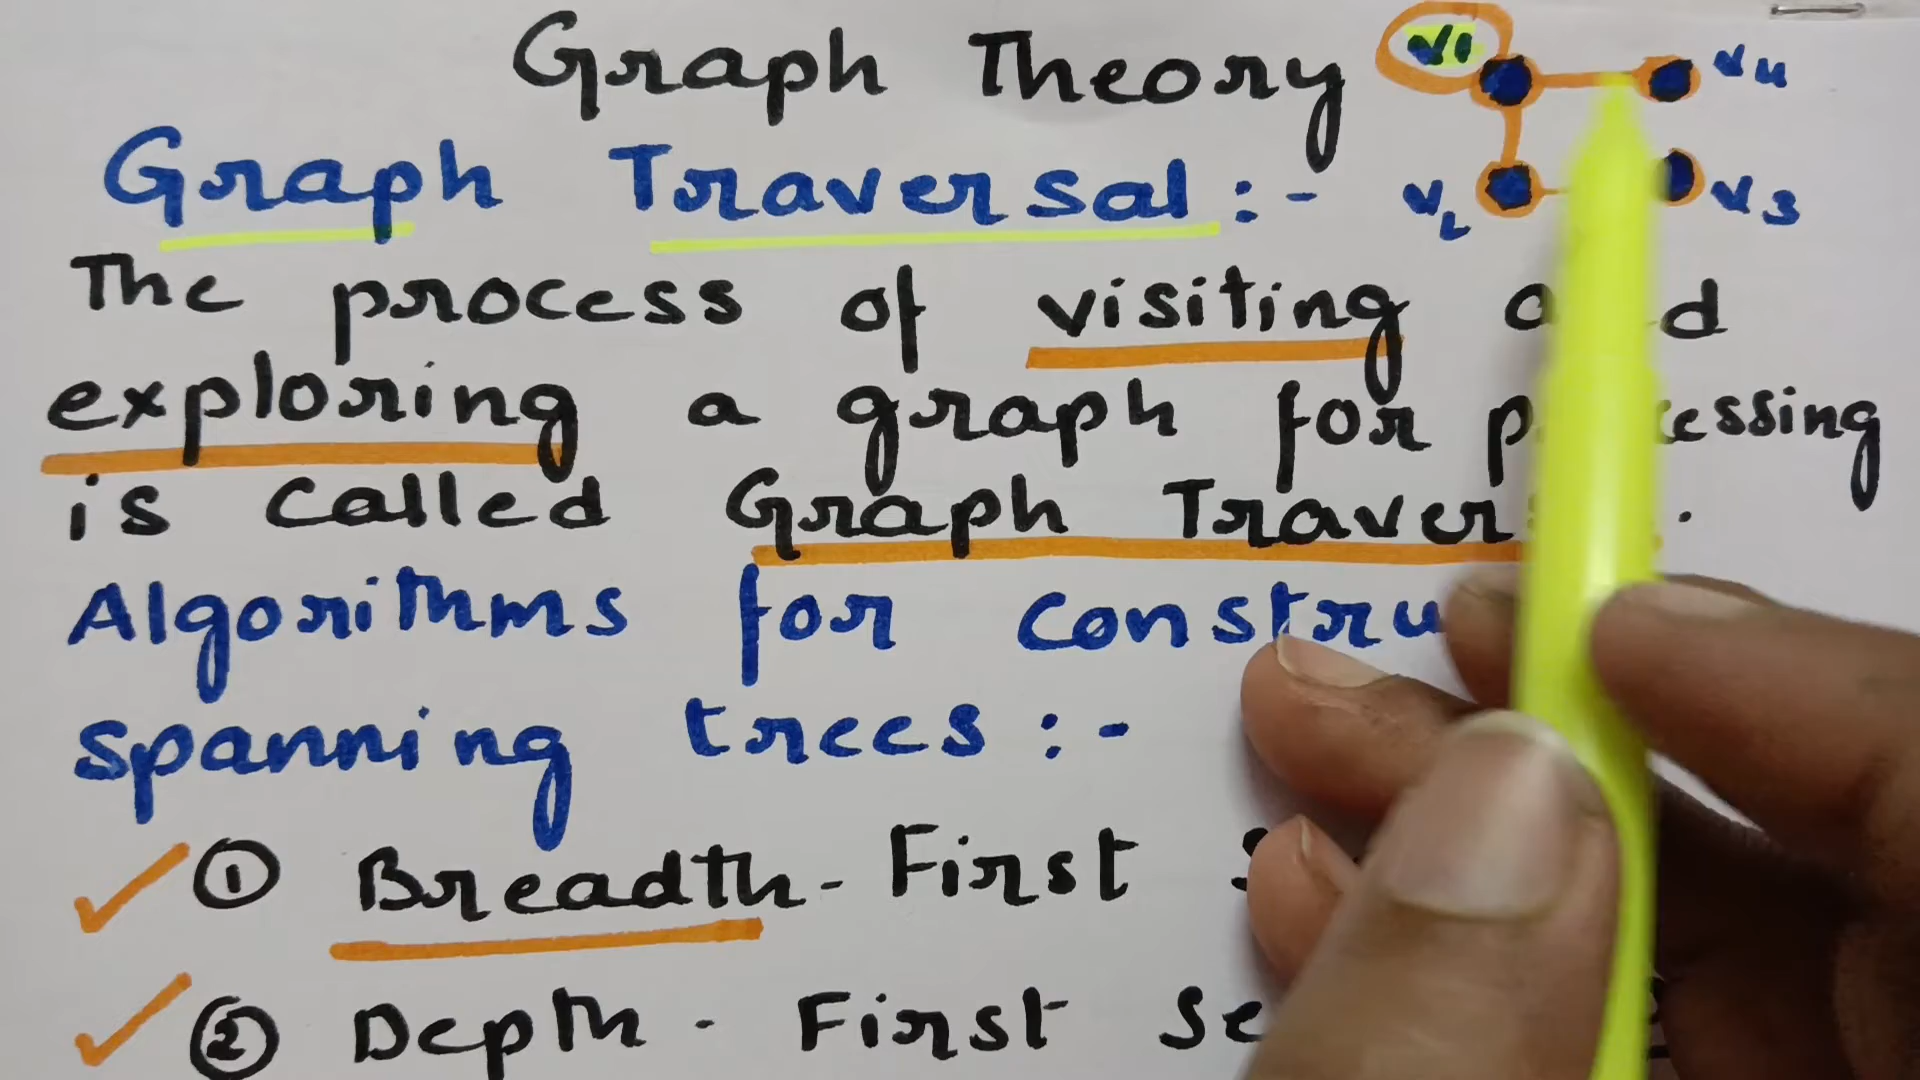 Graph Theory
v1
v4
Graph Traversal :-
v2
v3
The process of visiting
exploring a graph for
is called Graph
Algorithms for
spanning trees :-
① Breadth - First
② Depth - First